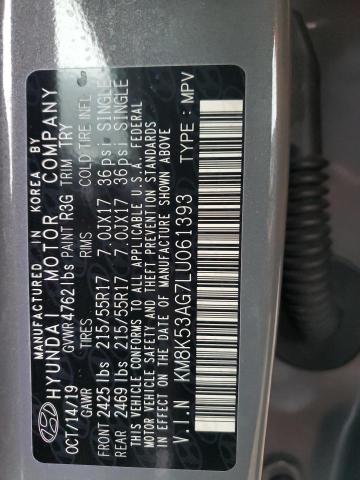 MANUFACTURED IN KOREA BY
HYUNDAI MOTOR COMPANY
OCT/14/19 GVWR4762lbs PAINT R3G TRIM TRY
GAWR TIRES RIMS COLD TIRE INFL
FRONT 2425 lbs 215/55R17 7.0JX17 36psi SINGLE
REAR 2469 lbs 215/55R17 7.0JX17 36psi SINGLE
THIS VEHICLE CONFORMS TO ALL APPLICABLE U.S.A. FEDERAL
MOTOR VEHICLE SAFETY AND THEFT PREVENTION STANDARDS
IN EFFECT ON THE DATE OF MANUFACTURE SHOWN ABOVE.
V.I.N : KM8K53AG7LU061393 TYPE : MPV